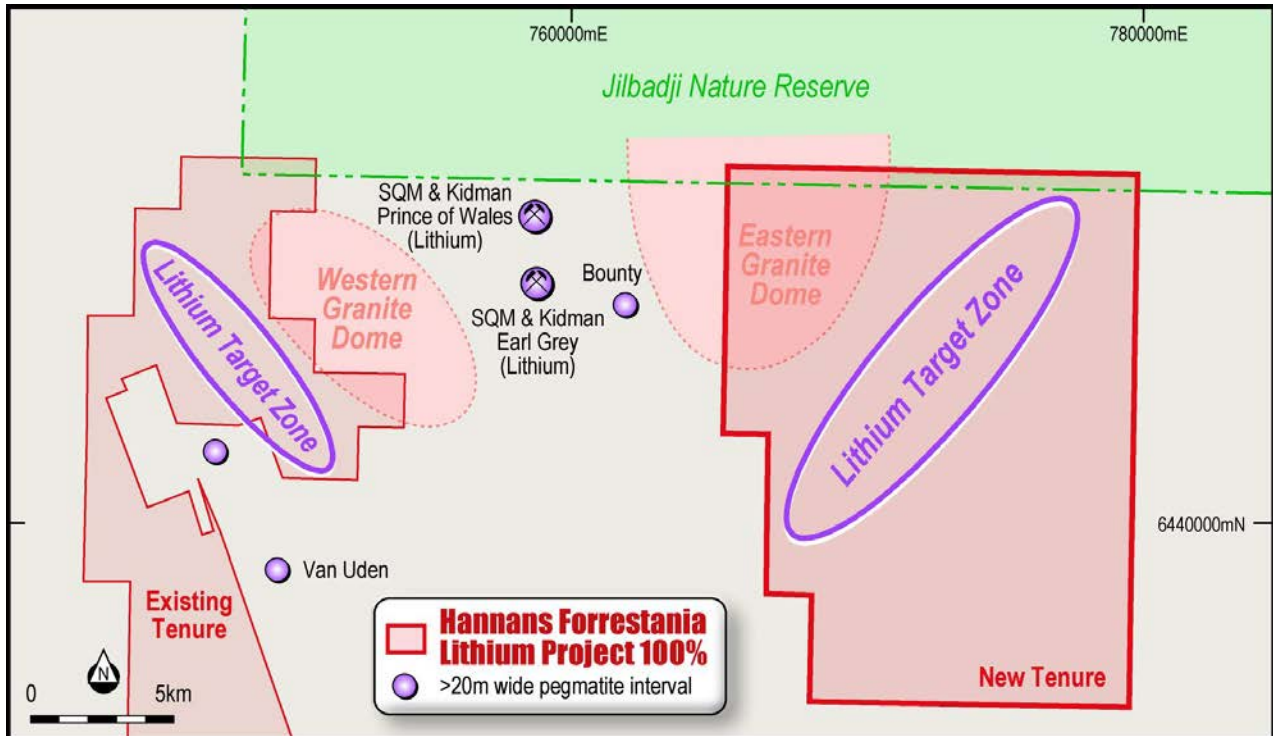 760000mE
780000mE
Jilbadji Nature Reserve
SQM & Kidman
Prince of Wales
(Lithium)
Eastern
Granite
Dome
Western
Granite
Dome
Lithium Target Zone
Bounty
SQM & Kidman
Earl Grey
(Lithium)
Lithium Target Zone
6440000mN
Van Uden
Existing
Tenure
Hannans Forrestania
Lithium Project 100%
>20m wide pegmatite interval
New Tenure
N
0
5km